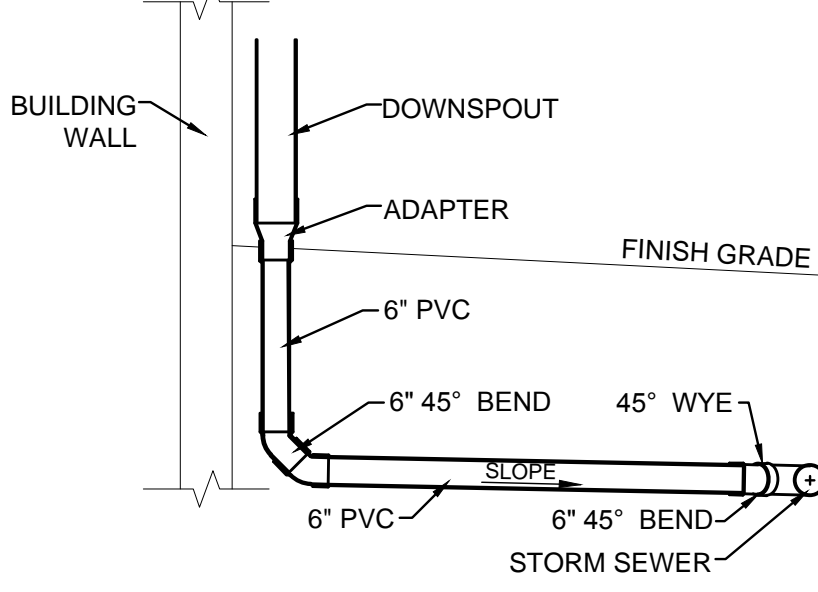 BUILDING
WALL
DOWNSPOUT
ADAPTER
FINISH GRADE
6" PVC
6" 45° BEND
45° WYE
SLOPE
6" PVC
6" 45° BEND
STORM SEWER